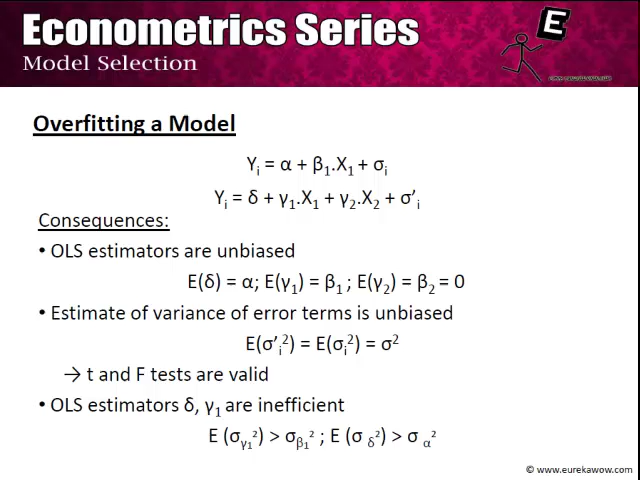 Econometrics Series
Model Selection
E
Overfitting a Model
Yi = α + β1.X1 + σi
Yi = δ + γ1.X1 + γ2.X2 + σ'i
Consequences:
• OLS estimators are unbiased
E(δ) = α; E(γ1) = β1 ; E(γ2) = β2 = 0
• Estimate of variance of error terms is unbiased
E(σ'i²) = E(σi²) = σ²
→ t and F tests are valid
• OLS estimators δ, γ1 are inefficient
E (σγ1²) > σβ1² ; E (σ δ²) > σ α²
© www.eurekawow.com